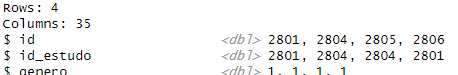 Rows: 4
Columns: 35
$ id <dbl> 2801, 2804, 2805, 2806
$ id_estudo <dbl> 2801, 2804, 2804, 2801
$ genero <dbl> 1, 1, 1, 1